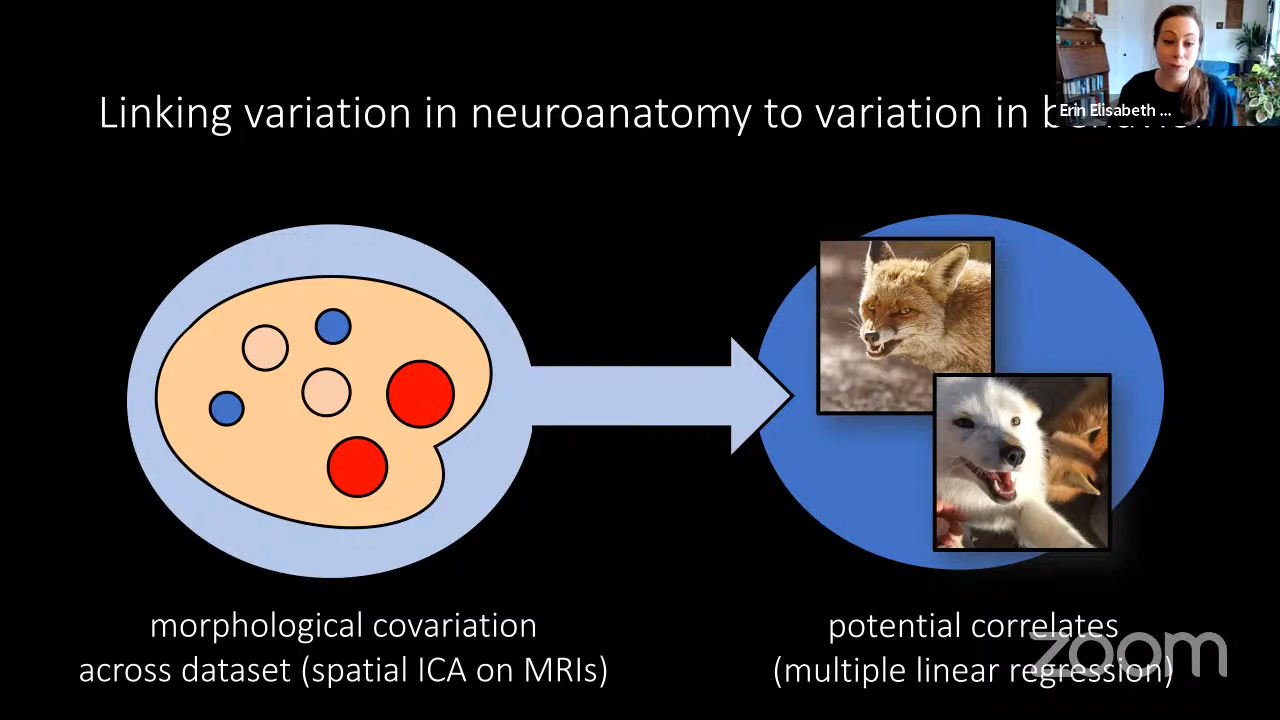 Linking variation in neuroanatomy to variation in
Erin Elisabeth ...
morphological covariation
across dataset (spatial ICA on MRIs)
potential correlates
(multiple linear regression)
zoom